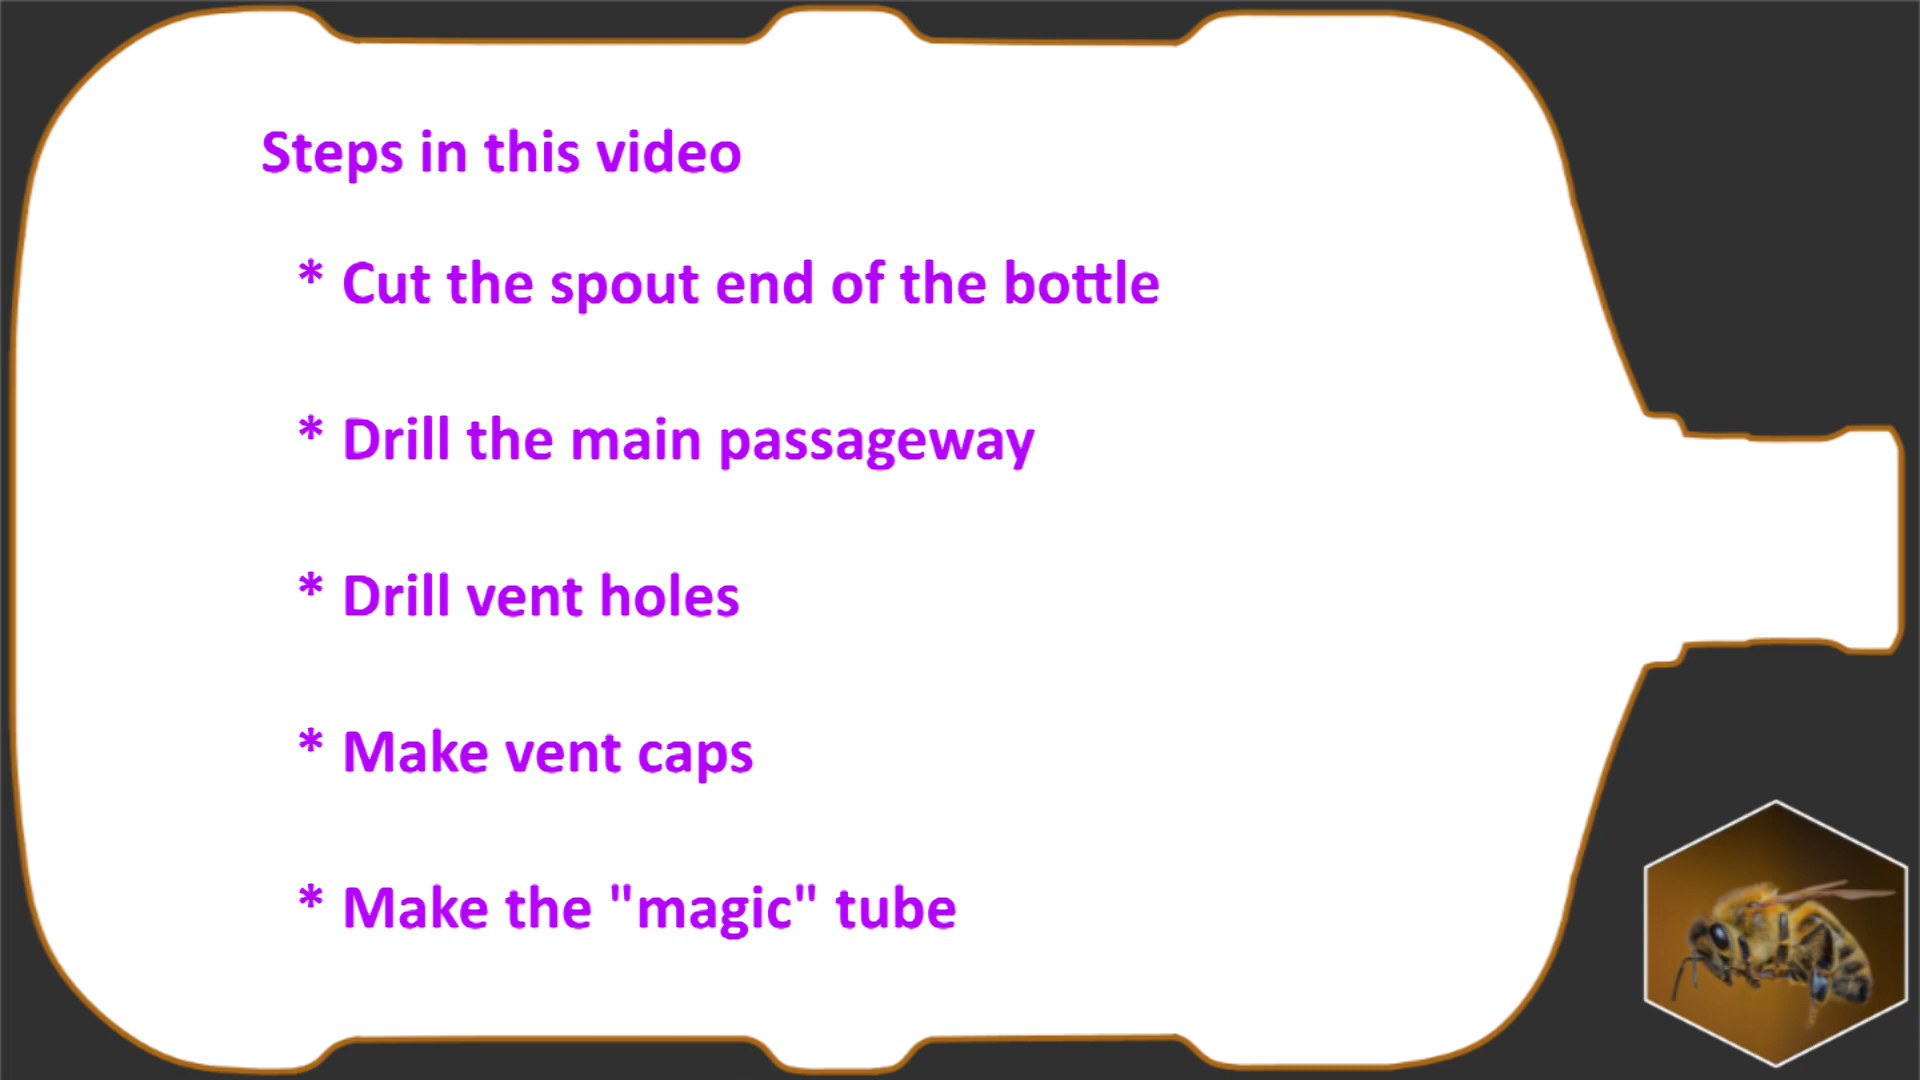 Steps in this video
* Cut the spout end of the bottle
* Drill the main passageway
* Drill vent holes
* Make vent caps
* Make the "magic" tube